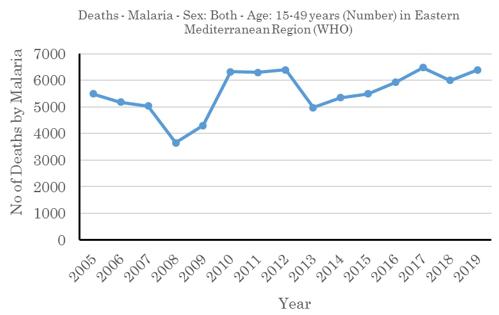 Deaths - Malaria - Sex: Both - Age: 15-49 years (Number) in Eastern
Mediterranean Region (WHO)
No of Deaths by Malaria
7000
6000
5000
4000
3000
2000
1000
0
2005 2006 2007 2008 2009 2010 2011 2012 2013 2014 2015 2016 2017 2018 2019
Year